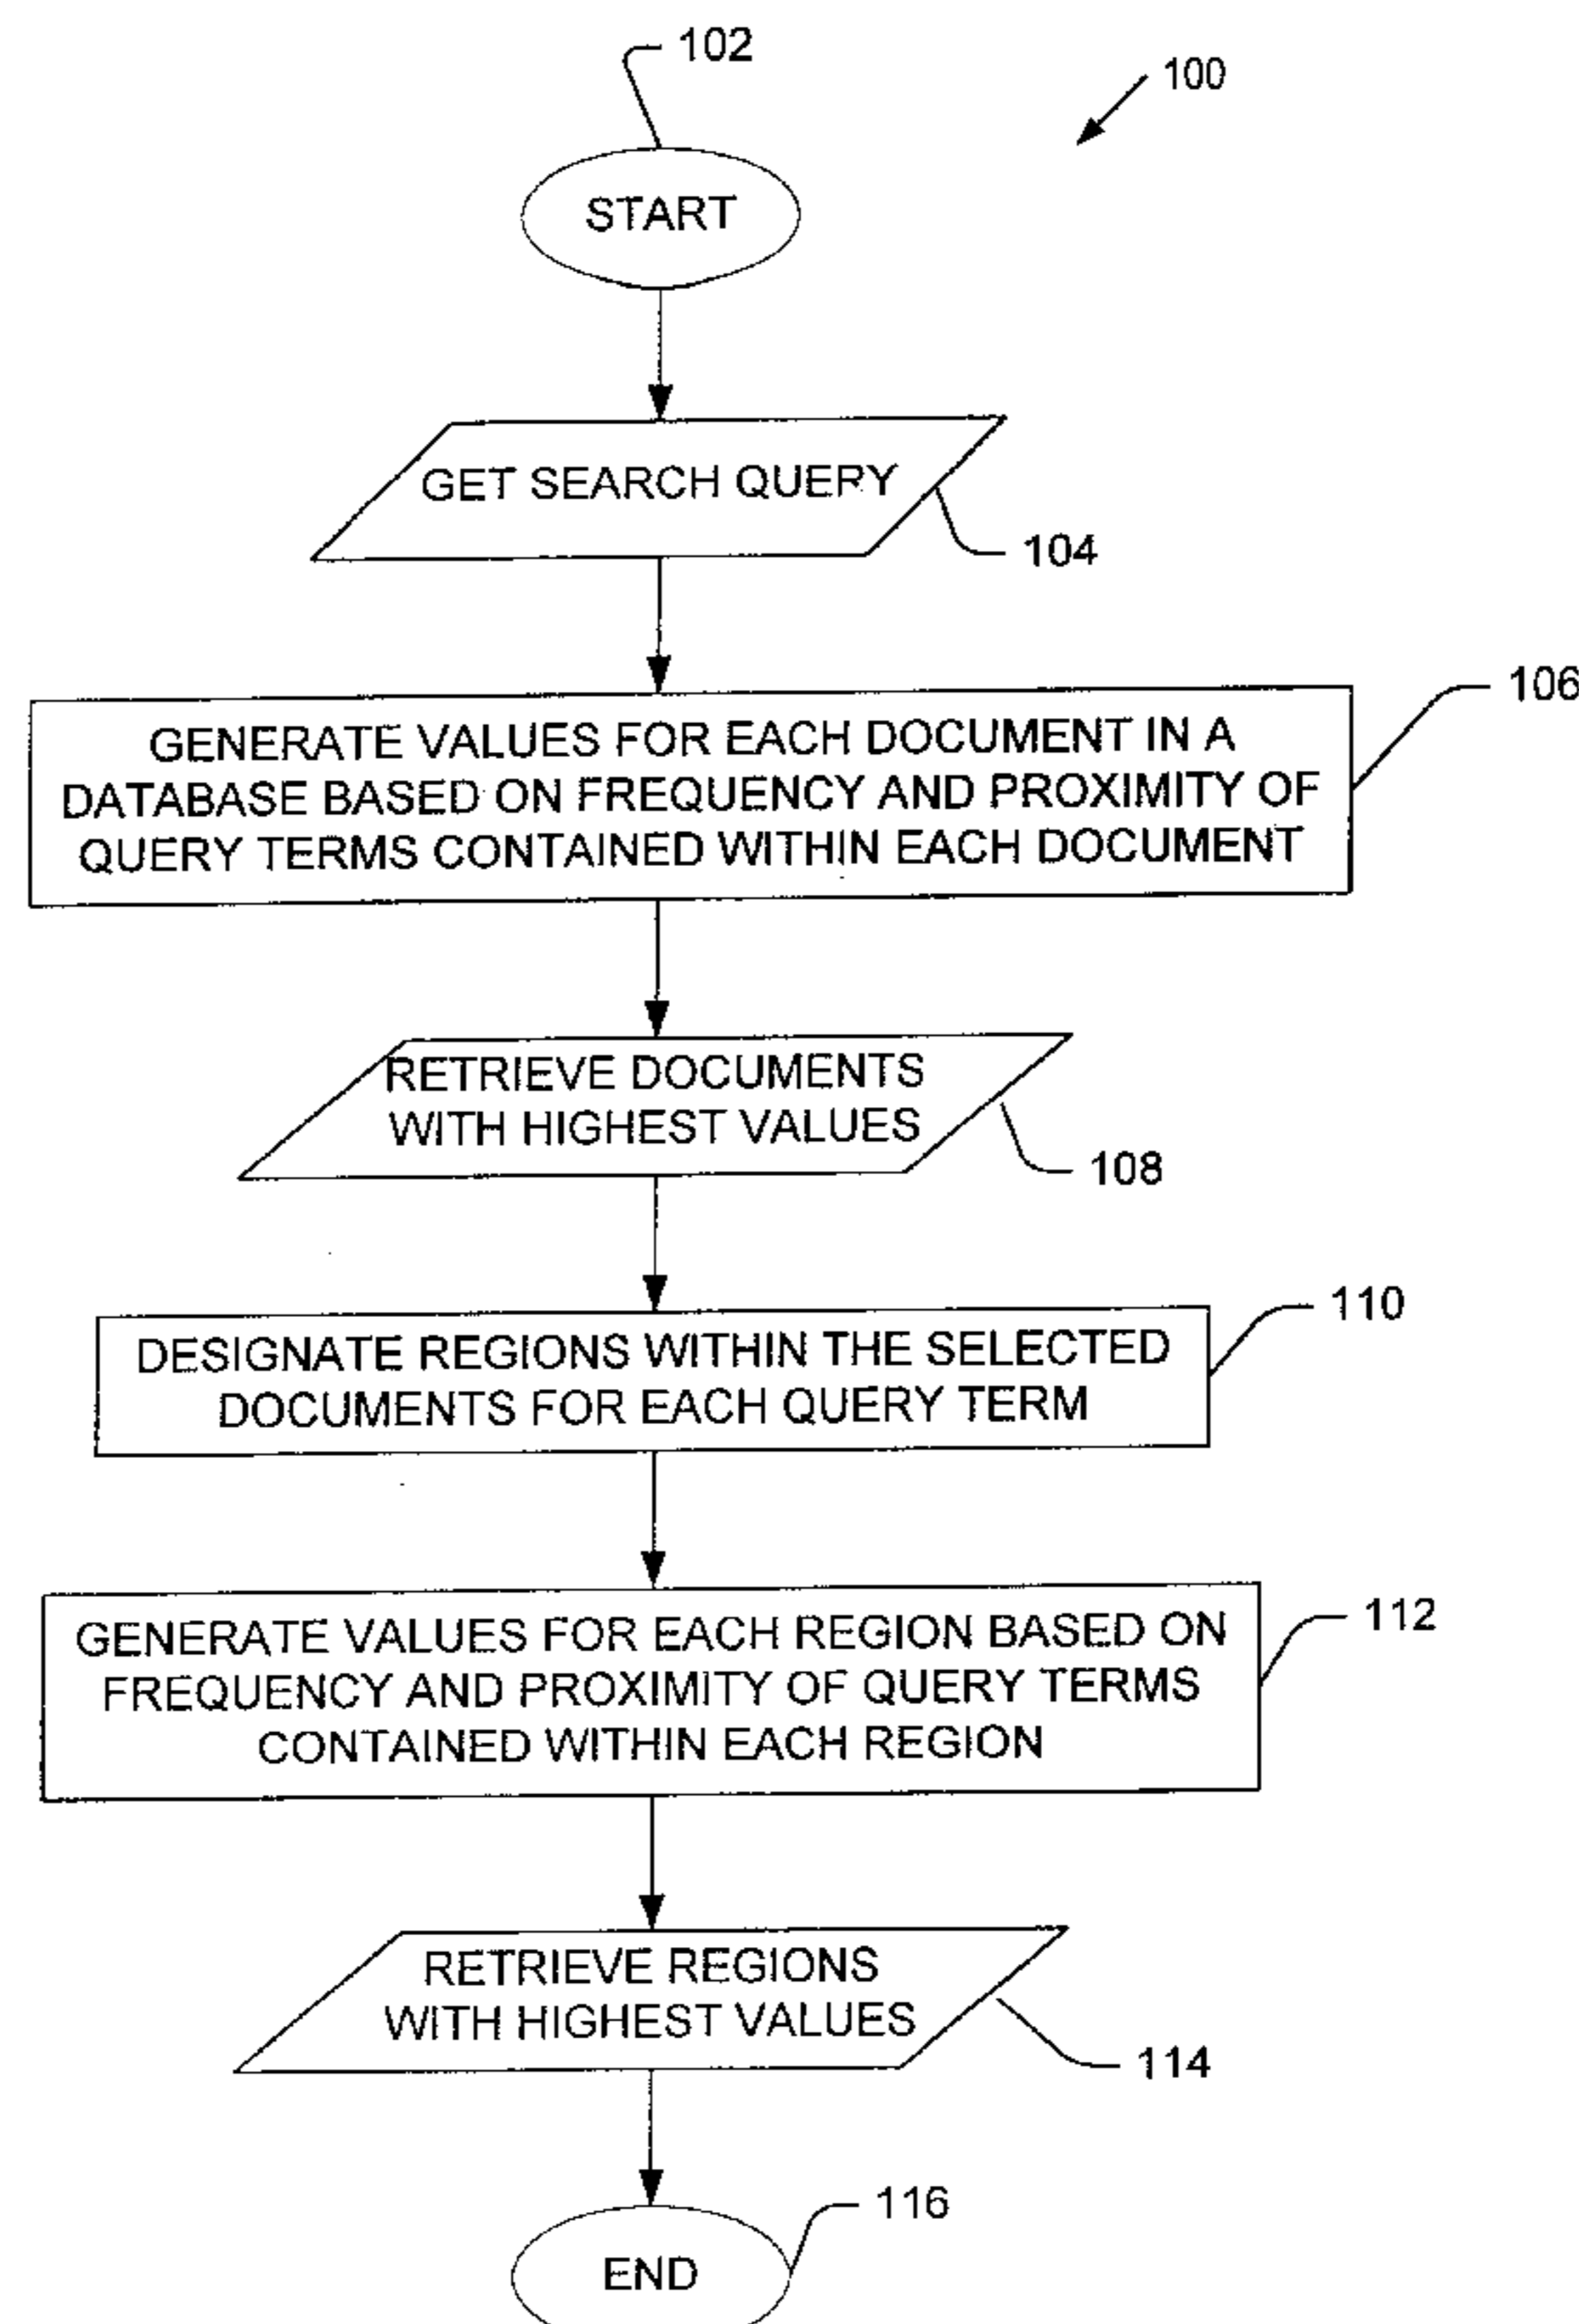 102
100
START
GET SEARCH QUERY
104
106
GENERATE VALUES FOR EACH DOCUMENT IN A
DATABASE BASED ON FREQUENCY AND PROXIMITY OF
QUERY TERMS CONTAINED WITHIN EACH DOCUMENT
RETRIEVE DOCUMENTS
WITH HIGHEST VALUES
108
110
DESIGNATE REGIONS WITHIN THE SELECTED
DOCUMENTS FOR EACH QUERY TERM
112
GENERATE VALUES FOR EACH REGION BASED ON
FREQUENCY AND PROXIMITY OF QUERY TERMS
CONTAINED WITHIN EACH REGION
RETRIEVE REGIONS
WITH HIGHEST VALUES
114
116
END